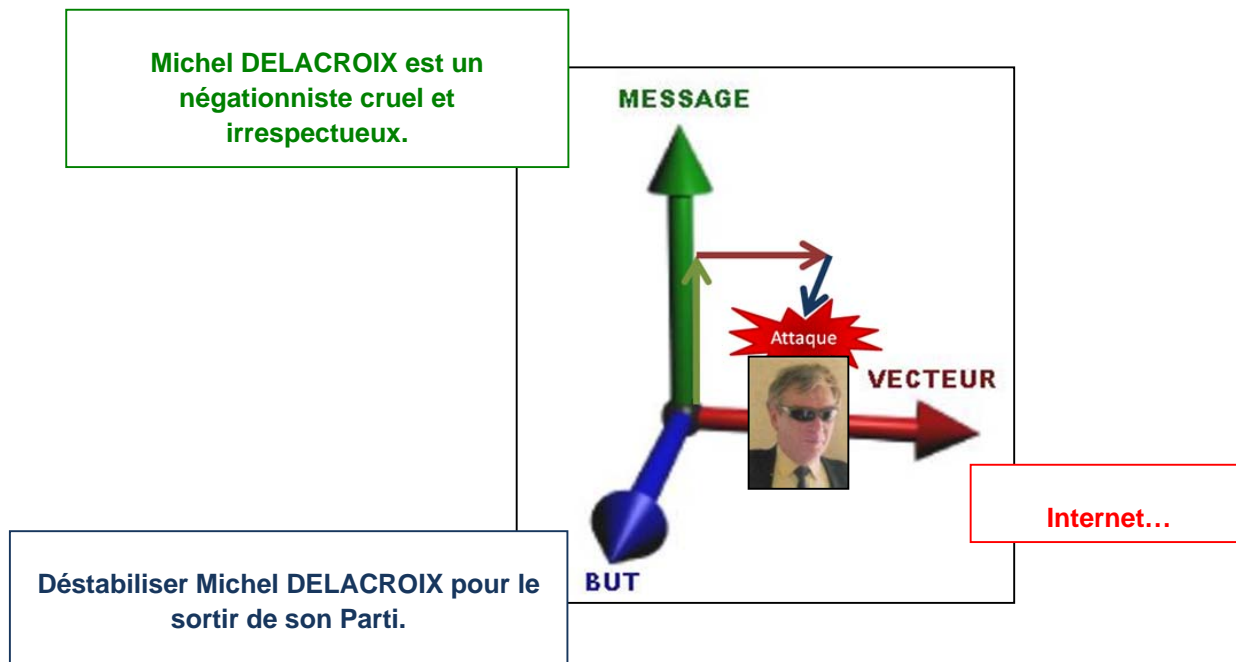 Michel DELACROIX est un
négationniste cruel et
irrespectueux.
MESSAGE
Attaque
VECTEUR
Internet…
BUT
Déstabiliser Michel DELACROIX pour le
sortir de son Parti.